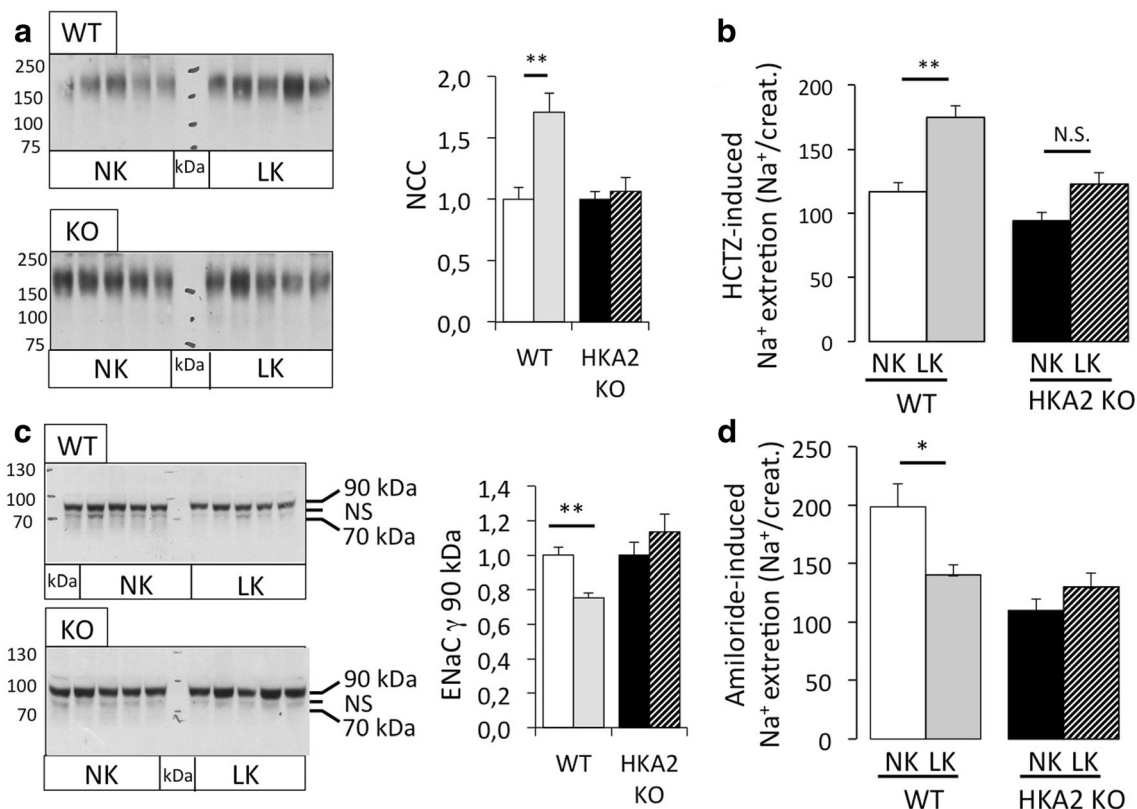 a
WT
250
150
100
75
NK kDa LK
KO
250
150
100
75
NK kDa LK
NCC
2,0
1,5
1,0
0,5
0,0
**
WT HKA2 KO
b
HCTZ-induced
Na⁺ extretion (Na⁺/creat.)
200
150
100
50
0
**
N.S.
NK LK NK LK
WT HKA2 KO
c
WT
130
100
70
90 kDa
NS
70 kDa
kDa NK LK
KO
130
100
70
90 kDa
NS
70 kDa
NK kDa LK
ENaC γ 90 kDa
1,4
1,2
1,0
0,8
0,6
0,4
0,2
0,0
**
WT HKA2
KO
d
Amiloride-induced
Na⁺ extretion (Na⁺/creat.)
250
200
150
100
50
0
*
NK LK NK LK
WT HKA2 KO